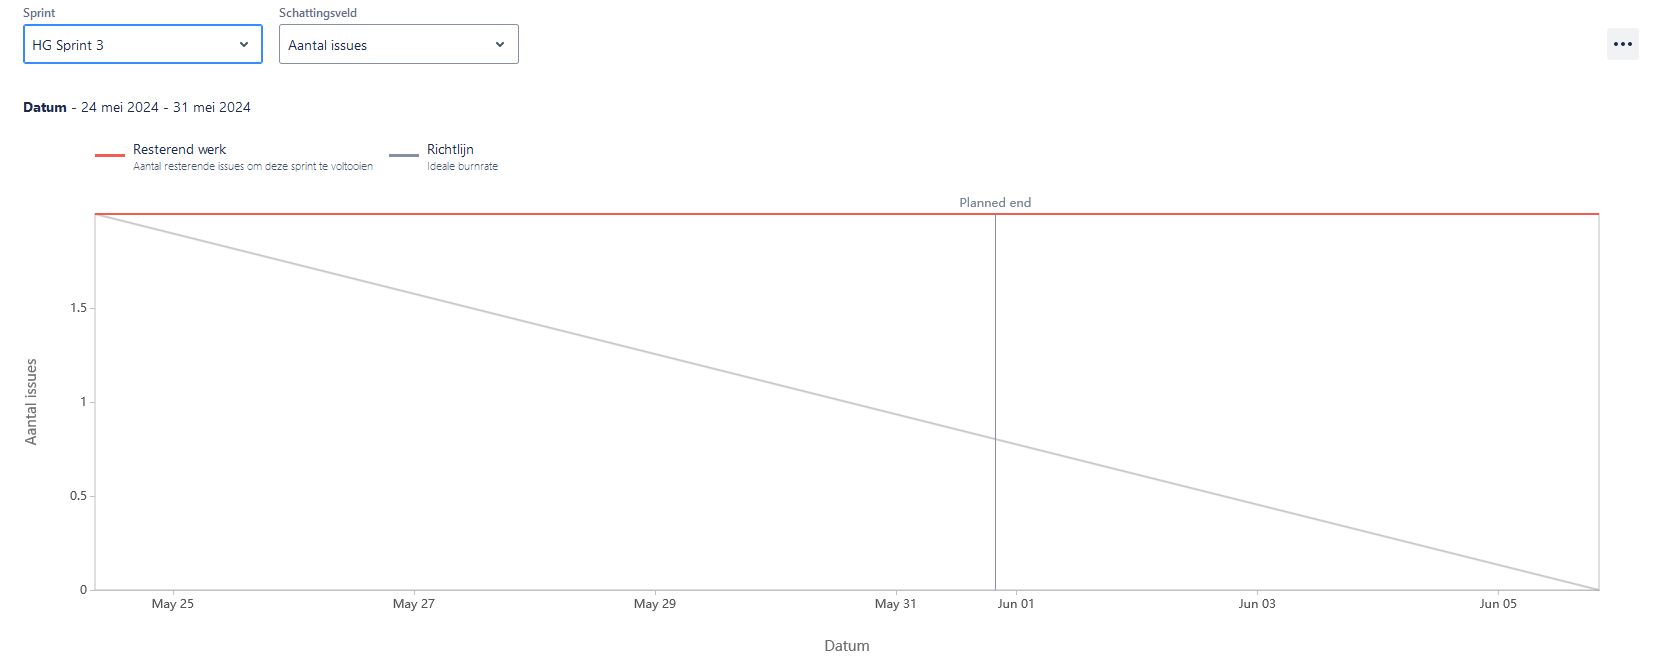 Sprint
Schattingsveld
HG Sprint 3
Aantal issues
Datum - 24 mei 2024 - 31 mei 2024
Resterend werk
Aantal resterende issues om deze sprint te voltooien
Richtlijn
Ideale burnrate
Planned end
1.5
1
0.5
0
Aantal issues
May 25
May 27
May 29
May 31
Jun 01
Jun 03
Jun 05
Datum